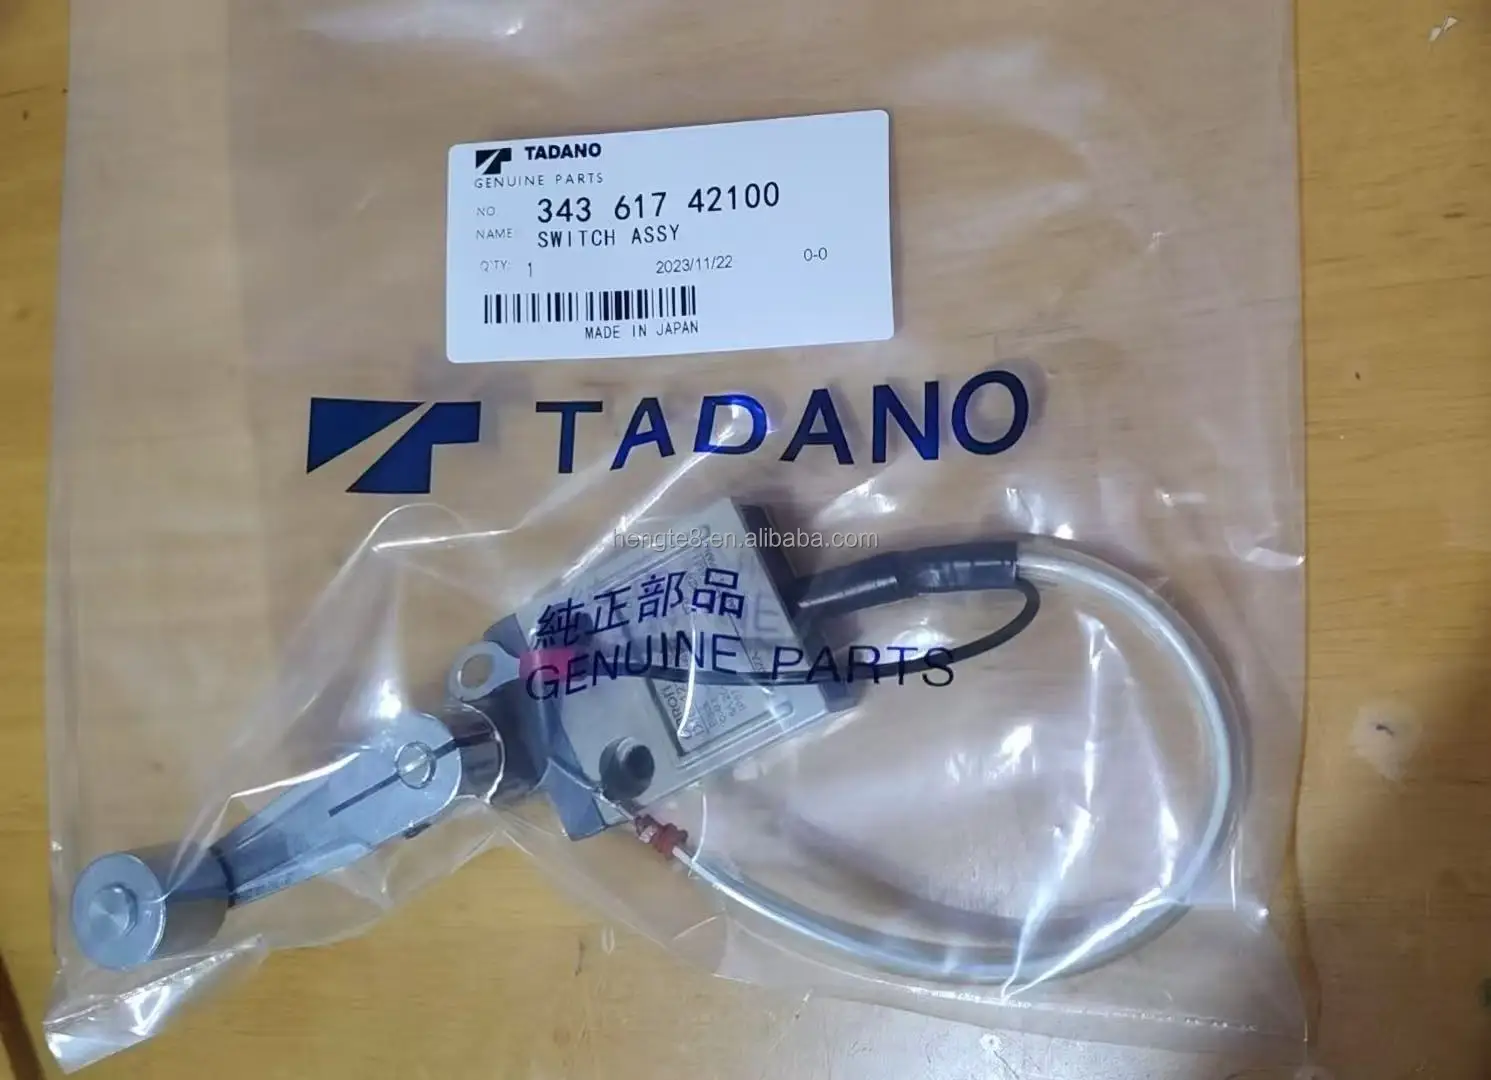 TADANO
GENUINE PARTS
NO 343 617 42100
NAME: SWITCH ASSY
Q'TY: 1 2023/11/22 0-0
MADE IN JAPAN
TADANO
hengte8.en.alibaba.com
純正部品
GENUINE PARTS